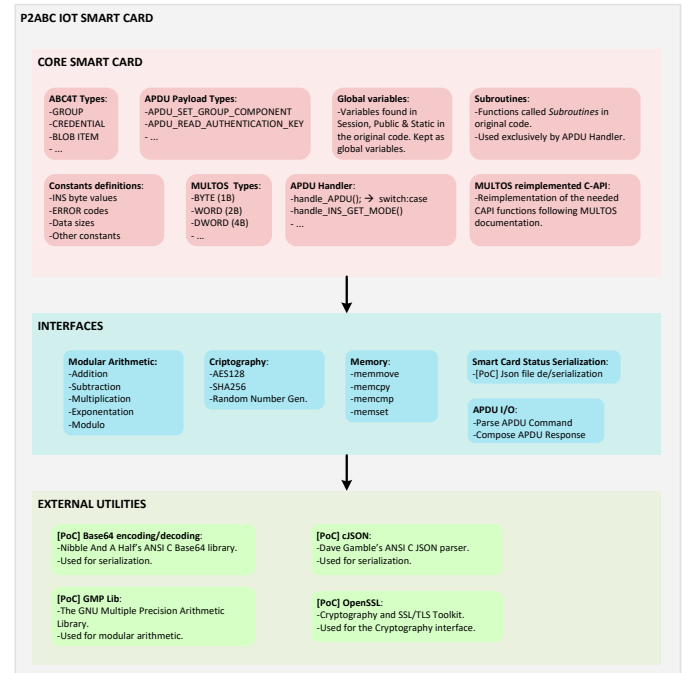 P2ABC IOT SMART CARD
CORE SMART CARD
ABC4T Types:
-GROUP
-CREDENTIAL
-BLOB ITEM
- ...
APDU Payload Types:
-APDU_SET_GROUP_COMPONENT
-APDU_READ_AUTHENTICATION_KEY
- ...
Global variables:
-Variables found in
Session, Public & Static in
the original code. Kept as
global variables.
Subroutines:
-Functions called Subroutines in
original code.
-Used exclusively by APDU Handler.
Constants definitions:
-INS byte values
-ERROR codes
-Data sizes
-Other constants
MULTOS Types:
-BYTE (1B)
-WORD (2B)
-DWORD (4B)
- ...
APDU Handler:
-handle_APDU(); → switch:case
-handle_INS_GET_MODE()
- ...
MULTOS reimplemented C-API:
-Reimplementation of the needed
CAPI functions following MULTOS
documentation.
INTERFACES
Modular Arithmetic:
-Addition
-Subtraction
-Multiplication
-Exponentation
-Modulo
Criptography:
-AES128
-SHA256
-Random Number Gen.
Memory:
-memmove
-memcpy
-memcmp
-memset
Smart Card Status Serialization:
-[PoC] Json file de/serialization
APDU I/O:
-Parse APDU Command
-Compose APDU Response
EXTERNAL UTILITIES
[PoC] Base64 encoding/decoding:
-Nibble And A Half's ANSI C Base64 library.
-Used for serialization.
[PoC] cJSON:
-Dave Gamble's ANSI C JSON parser.
-Used for serialization.
[PoC] GMP Lib:
-The GNU Multiple Precision Arithmetic
Library.
-Used for modular arithmetic.
[PoC] OpenSSL:
-Cryptography and SSL/TLS Toolkit.
-Used for the Cryptography interface.